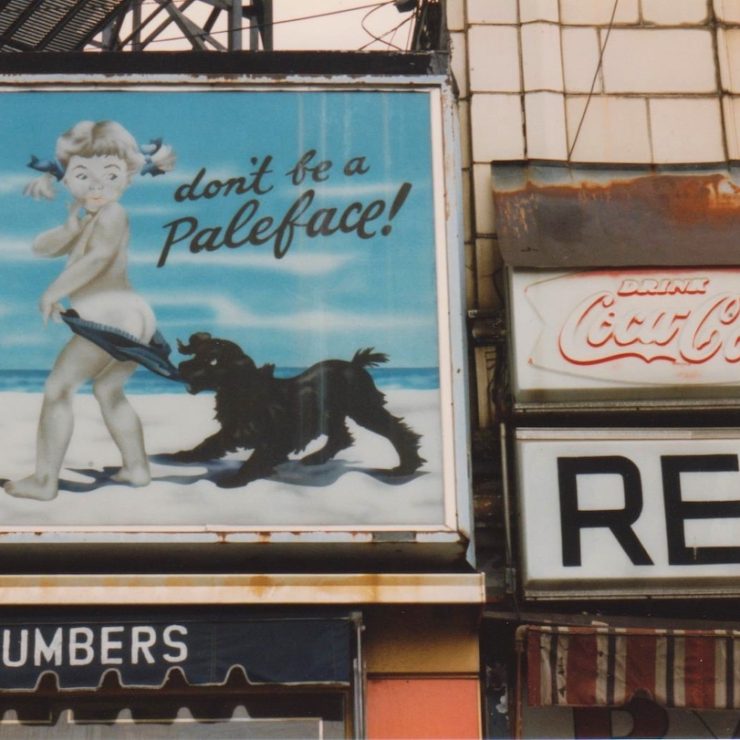 don't be a
Paleface!
DRINK
Coca-Co
RE
UMBERS